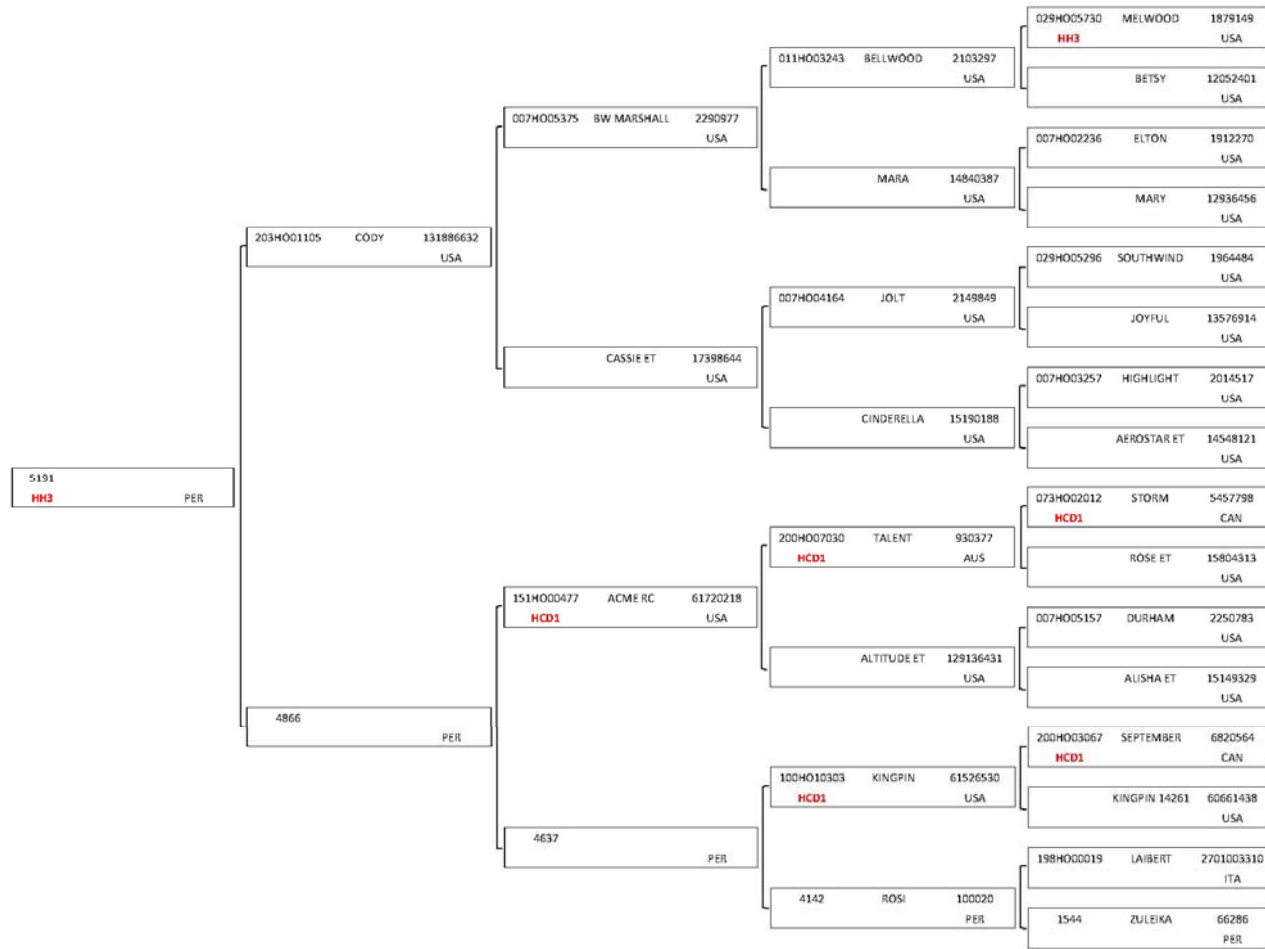 029HO05730 MELWOOD 1879149
HH3 USA
011HO03243 BELLWOOD 2103297
USA
BETSY 12052401
USA
007HO05375 BW MARSHALL 2290977
USA
007HO02236 ELTON 1912270
USA
MARA 14840387
USA
MARY 12936456
USA
203HO01105 CODY 131886632
USA
029HO05296 SOUTHWIND 1964484
USA
007HO04164 JOLT 2149849
USA
JOYFUL 13576914
USA
CASSIE ET 17398644
USA
007HO03257 HIGHLIGHT 2014517
USA
CINDERELLA 15190188
USA
AEROSTAR ET 14548121
USA
5191
HH3 PER
073HO02012 STORM 5457798
HCD1 CAN
200HO07030 TALENT 930377
HCD1 AUS
ROSE ET 15804313
USA
151HO00477 ACME RC 61720218
HCD1 USA
007HO05157 DURHAM 2250783
USA
ALTITUDE ET 129136431
USA
ALISHA ET 15149329
USA
4866
PER
200HO03067 SEPTEMBER 6820564
HCD1 CAN
100HO10303 KINGPIN 61526530
HCD1 USA
KINGPIN 14261 60661438
USA
4637
PER
198HO00019 LAIBERT 2701003310
ITA
4142 ROSI 100020
PER
1544 ZULEIKA 66286
PER